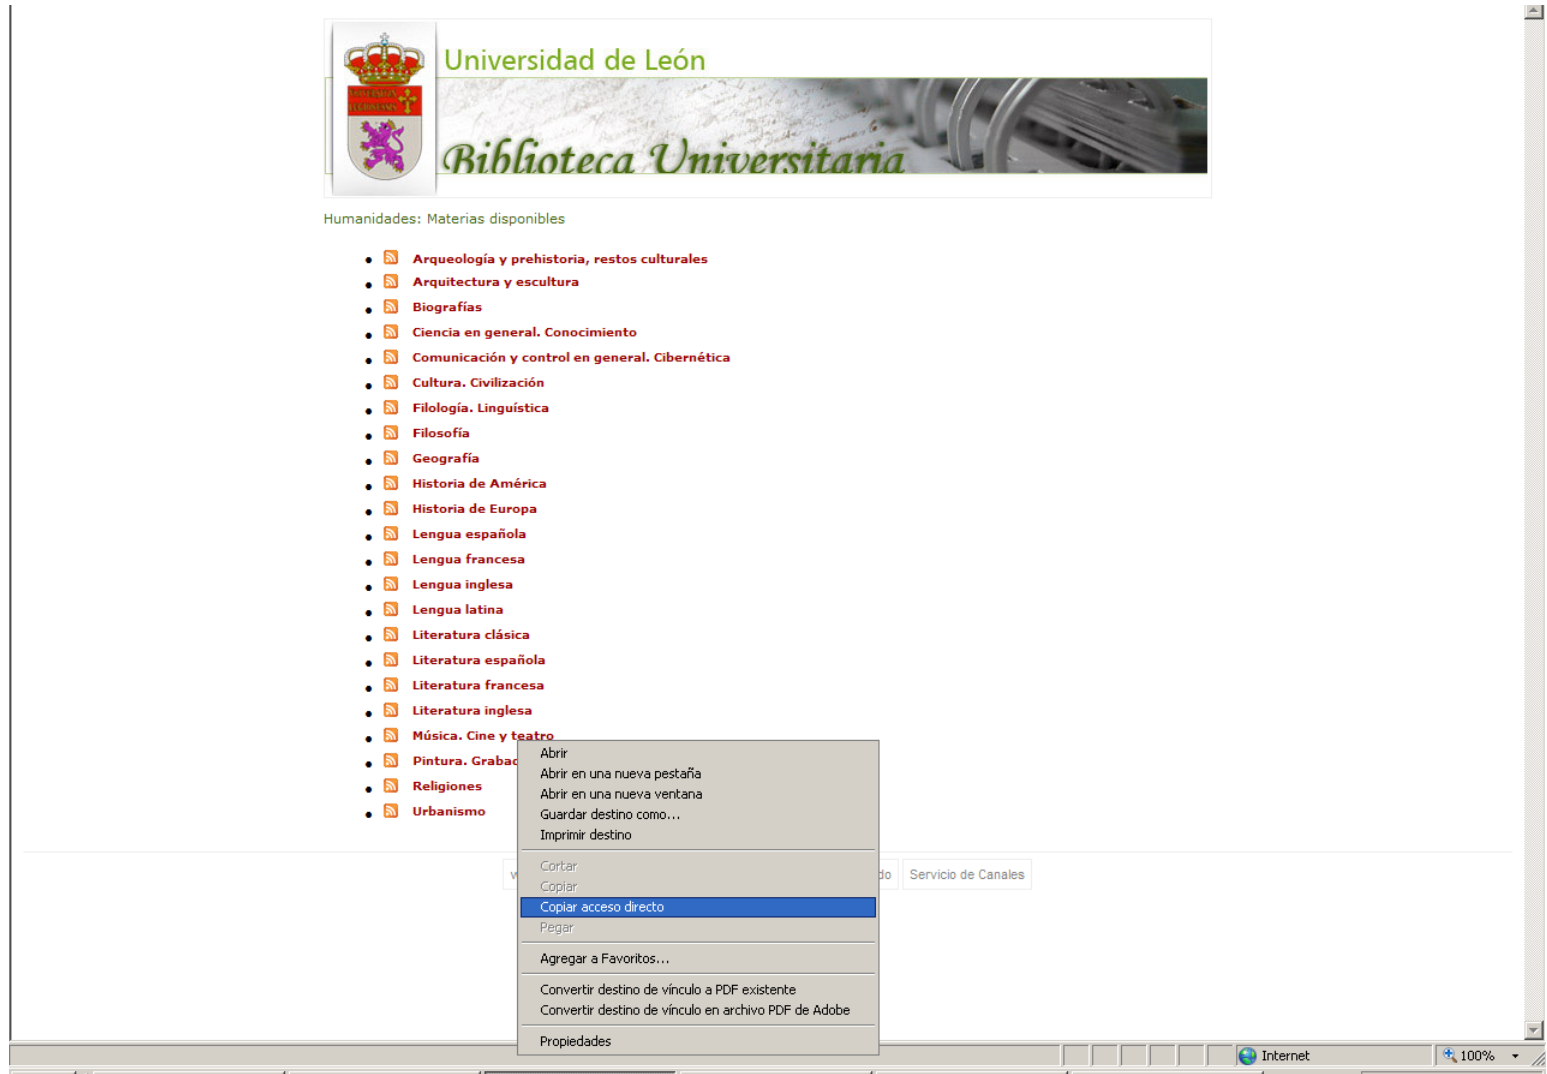 Universidad de León
Biblioteca Universitaria
Humanidades: Materias disponibles
Arqueología y prehistoria, restos culturales
Arquitectura y escultura
Biografías
Ciencia en general. Conocimiento
Comunicación y control en general. Cibernética
Cultura. Civilización
Filología. Linguística
Filosofía
Geografía
Historia de América
Historia de Europa
Lengua española
Lengua francesa
Lengua inglesa
Lengua latina
Literatura clásica
Literatura española
Literatura francesa
Literatura inglesa
Música. Cine y teatro
Pintura. Grabad
Religiones
Urbanismo
Abrir
Abrir en una nueva pestaña
Abrir en una nueva ventana
Guardar destino como...
Imprimir destino
Cortar
Copiar
Copiar acceso directo
Pegar
Agregar a Favoritos...
Convertir destino de vínculo a PDF existente
Convertir destino de vínculo en archivo PDF de Adobe
Propiedades
do
Servicio de Canales
Internet
100%